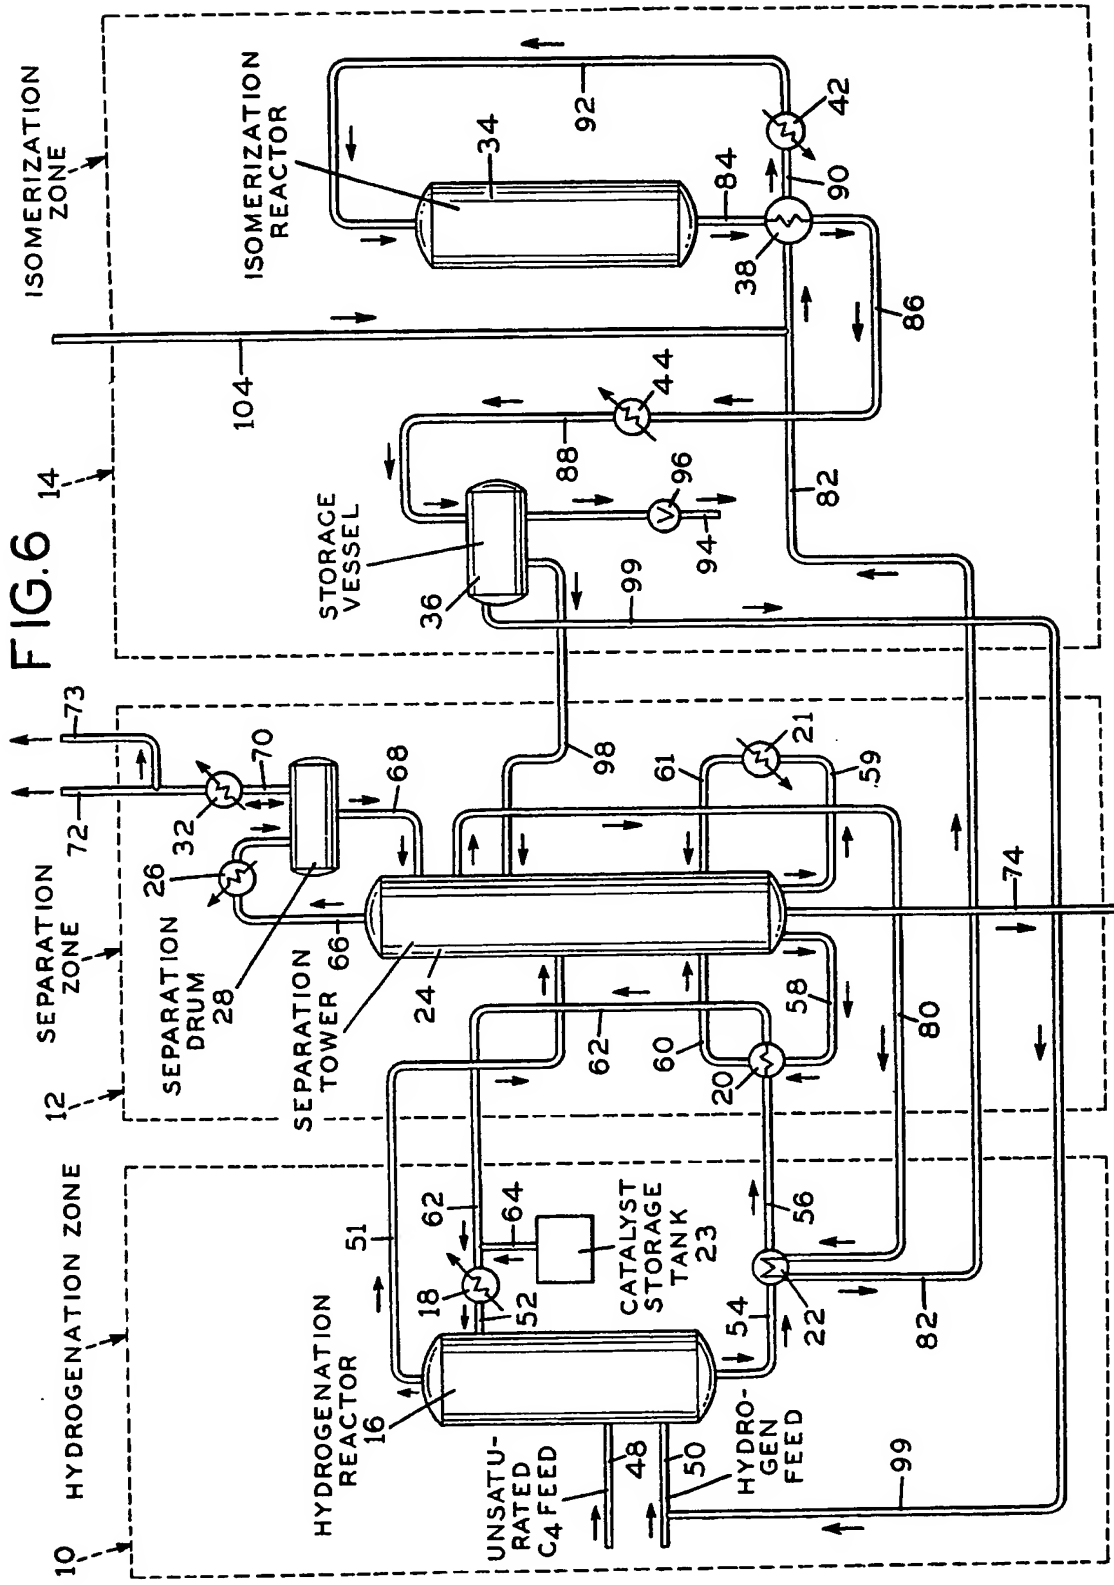 FIG.6
10
HYDROGENATION ZONE
12
SEPARATION
ZONE
14
ISOMERIZATION
ZONE
HYDROGENATION
REACTOR
16
UNSATU-
RATED
C4 FEED
48
50
HYDRO-
GEN
FEED
99
51
62
64
18
52
CATALYST
STORAGE
TANK
23
54
22
56
82
SEPARATION
DRUM
28
SEPARATION
TOWER
24
66
26
32
70
72
73
68
62
60
20
58
80
98
61
21
59
74
STORAGE
VESSEL
36
99
94
96
88
44
82
86
104
ISOMERIZATION
REACTOR
34
84
38
90
42
92